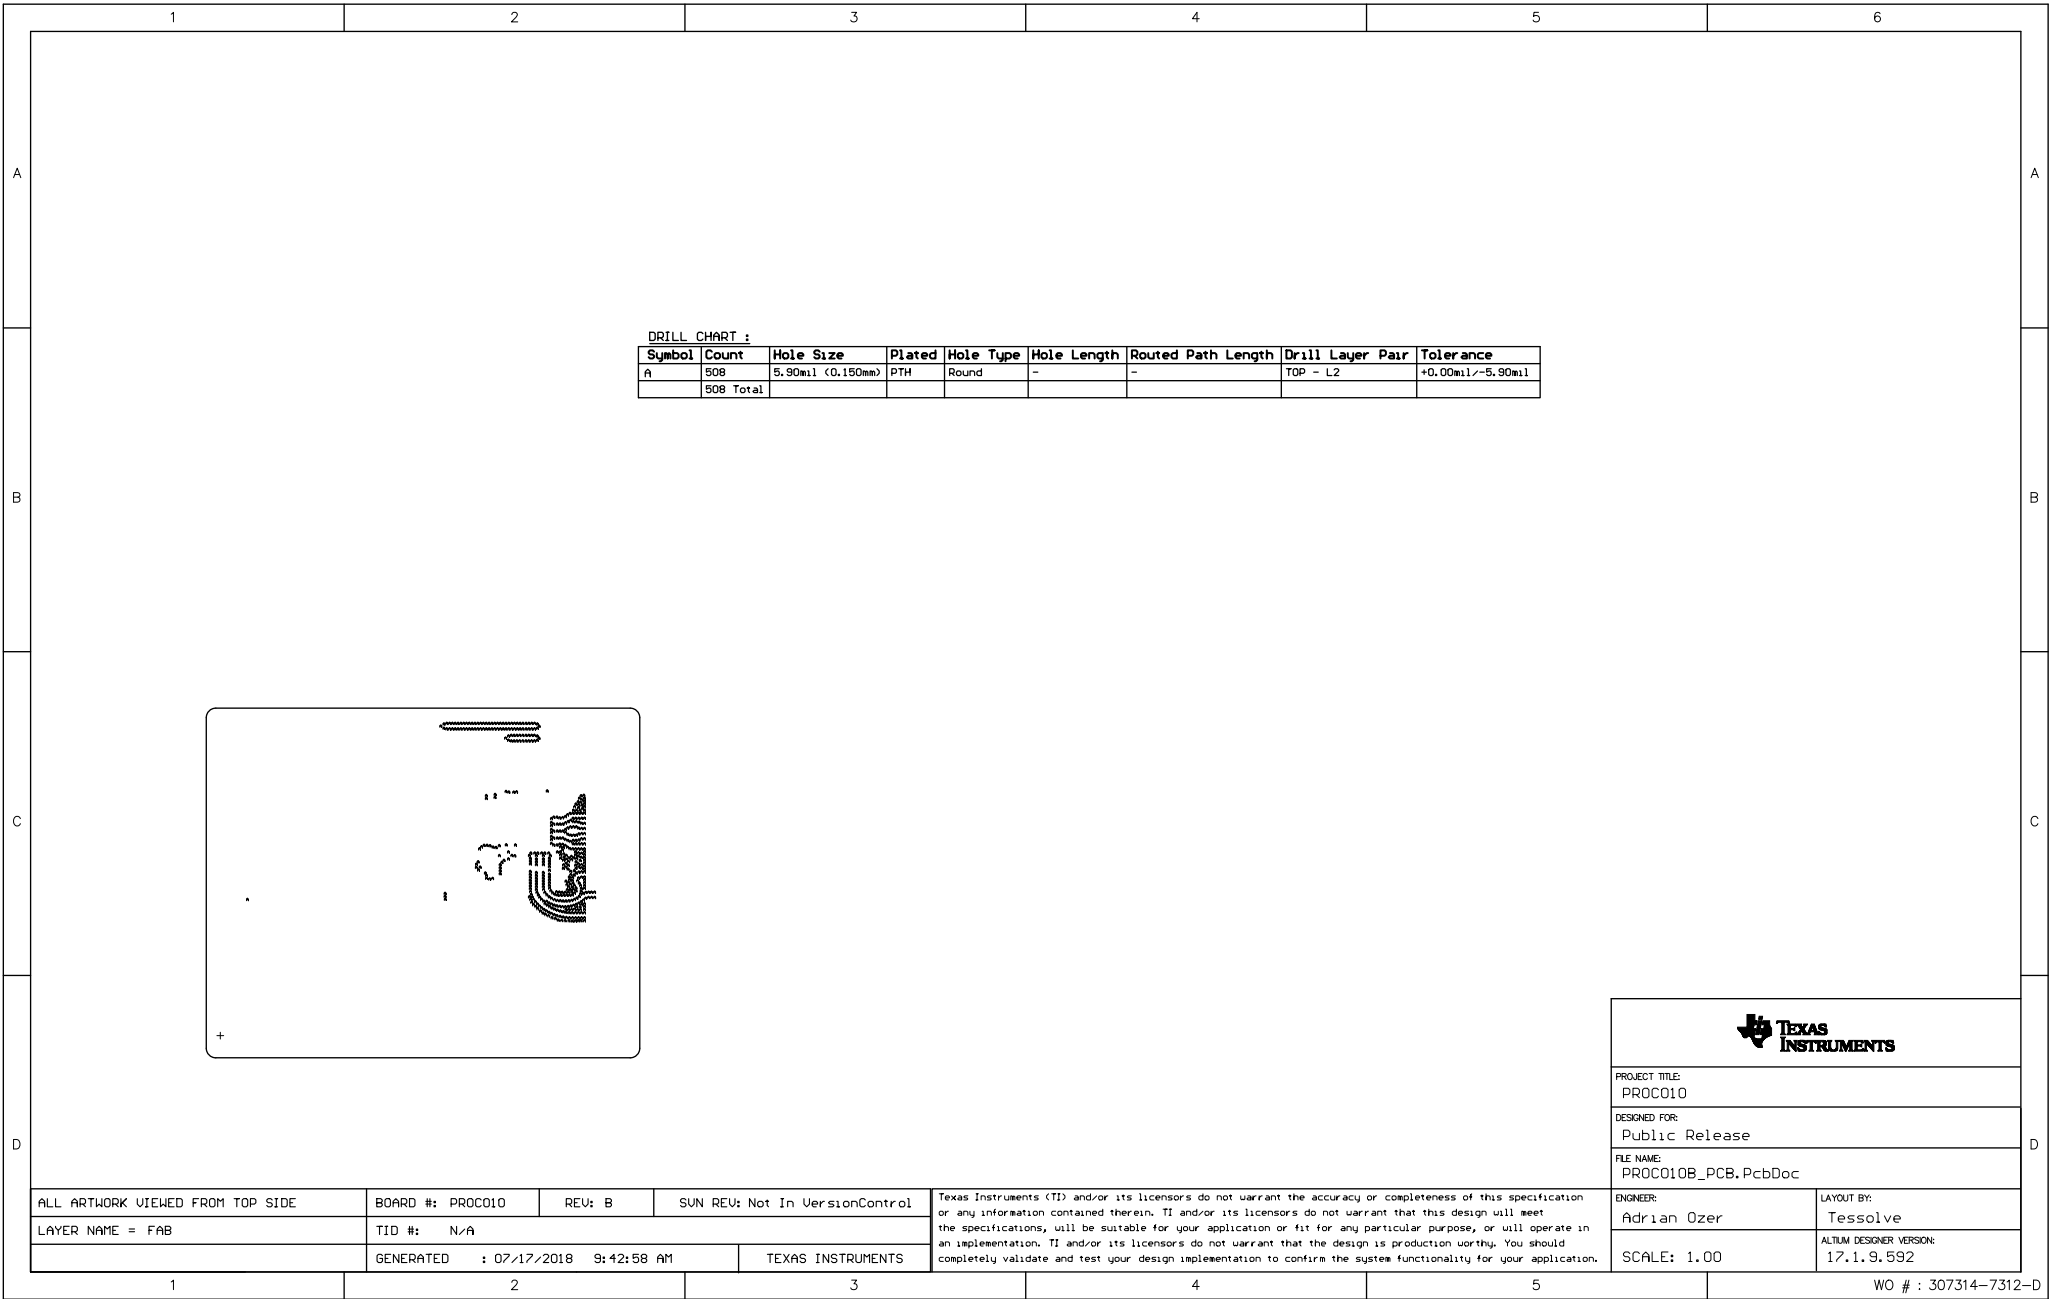 1 2 3 4 5 6
A A
DRILL CHART :
Symbol Count Hole Size Plated Hole Type Hole Length Routed Path Length Drill Layer Pair Tolerance
A 508 5.90mil (0.150mm) PTH Round - - TOP - L2 +0.00mil/-5.90mil
508 Total
B B
C C
TEXAS
INSTRUMENTS
PROJECT TITLE:
PROC010
DESIGNED FOR:
Public Release
D D
FILE NAME:
PROC010B_PCB.PcbDoc
ALL ARTWORK VIEWED FROM TOP SIDE
BOARD #: PROC010 REV: B SVN REV: Not In VersionControl
LAYER NAME = FAB
TID #: N/A
GENERATED : 07/17/2018 9:42:58 AM TEXAS INSTRUMENTS
Texas Instruments (TI) and/or its licensors do not warrant the accuracy or completeness of this specification
or any information contained therein. TI and/or its licensors do not warrant that this design will meet
the specifications, will be suitable for your application or fit for any particular purpose, or will operate in
an implementation. TI and/or its licensors do not warrant that the design is production worthy. You should
completely validate and test your design implementation to confirm the system functionality for your application.
ENGINEER:
Adrian Ozer
LAYOUT BY:
Tessolve
SCALE: 1.00
ALTIUM DESIGNER VERSION:
17.1.9.592
1 2 3 4 5
WO # : 307314-7312-D